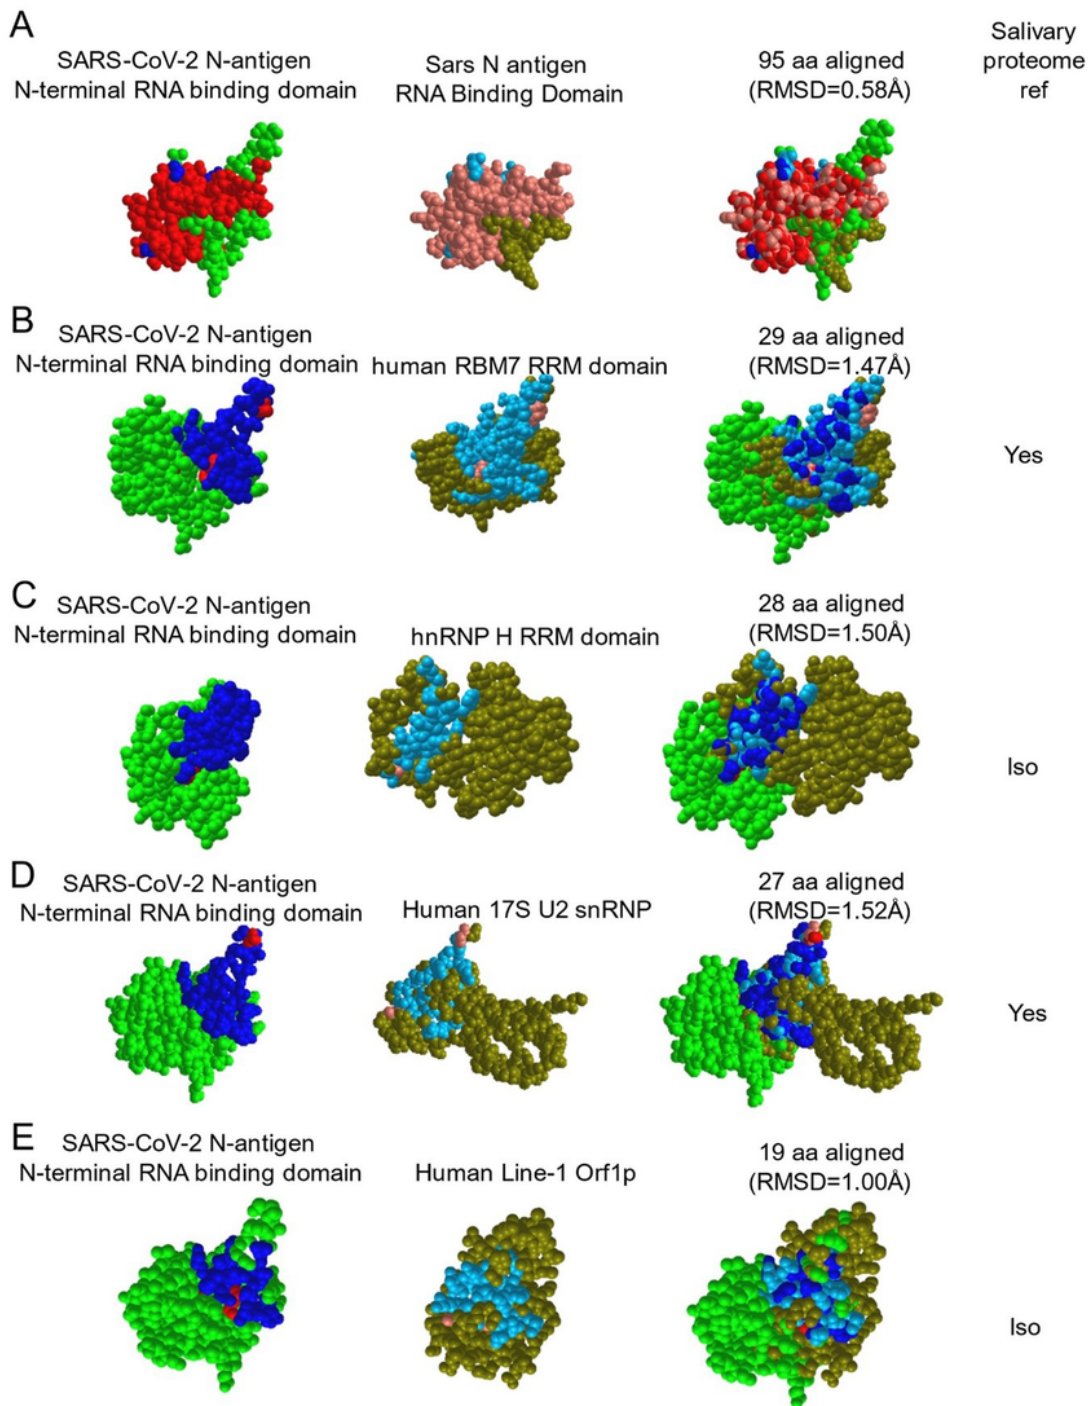 A
SARS-CoV-2 N-antigen
N-terminal RNA binding domain
Sars N antigen
RNA Binding Domain
95 aa aligned
(RMSD=0.58Å)
Salivary
proteome
ref
B
SARS-CoV-2 N-antigen
N-terminal RNA binding domain
human RBM7 RRM domain
29 aa aligned
(RMSD=1.47Å)
Yes
C
SARS-CoV-2 N-antigen
N-terminal RNA binding domain
hnRNP H RRM domain
28 aa aligned
(RMSD=1.50Å)
Iso
D
SARS-CoV-2 N-antigen
N-terminal RNA binding domain
Human 17S U2 snRNP
27 aa aligned
(RMSD=1.52Å)
Yes
E
SARS-CoV-2 N-antigen
N-terminal RNA binding domain
Human Line-1 Orf1p
19 aa aligned
(RMSD=1.00Å)
Iso